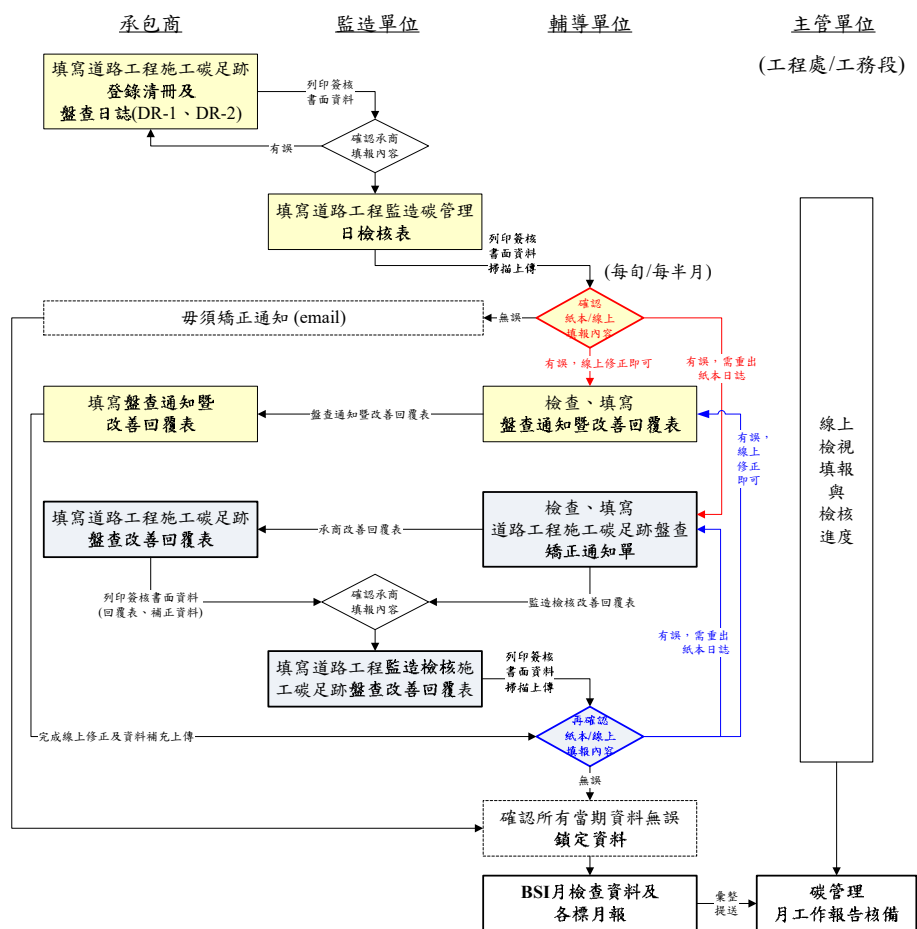 承包商
監造單位
輔導單位
主管單位
(工程處/工務段)
填寫道路工程施工碳足跡
登錄清冊及
盤查日誌(DR-1、DR-2)
列印簽核
書面資料
確認承商
填報內容
有誤
填寫道路工程監造碳管理
日檢核表
列印簽核
書面資料
掃描上傳
(每旬/每半月)
確認
紙本/線上
填報內容
無誤
毋須矯正通知 (email)
有誤，線上修正即可
有誤，需重出
紙本日誌
檢查、填寫
盤查通知暨改善回覆表
盤查通知暨改善回覆表
填寫盤查通知暨
改善回覆表
有誤，
線上
修正
即可
線上
檢視
填報
與
檢核
進度
檢查、填寫
道路工程施工碳足跡盤查
矯正通知單
承商改善回覆表
填寫道路工程施工碳足跡
盤查改善回覆表
列印簽核書面資料
(回覆表、補正資料)
確認承商
填報內容
監造檢核改善回覆表
有誤，需重出
紙本日誌
填寫道路工程監造檢核施
工碳足跡盤查改善回覆表
列印簽核
書面資料
掃描上傳
完成線上修正及資料補充上傳
再確認
紙本/線上
填報內容
無誤
確認所有當期資料無誤
鎖定資料
BSI月檢查資料及
各標月報
彙整
提送
碳管理
月工作報告核備